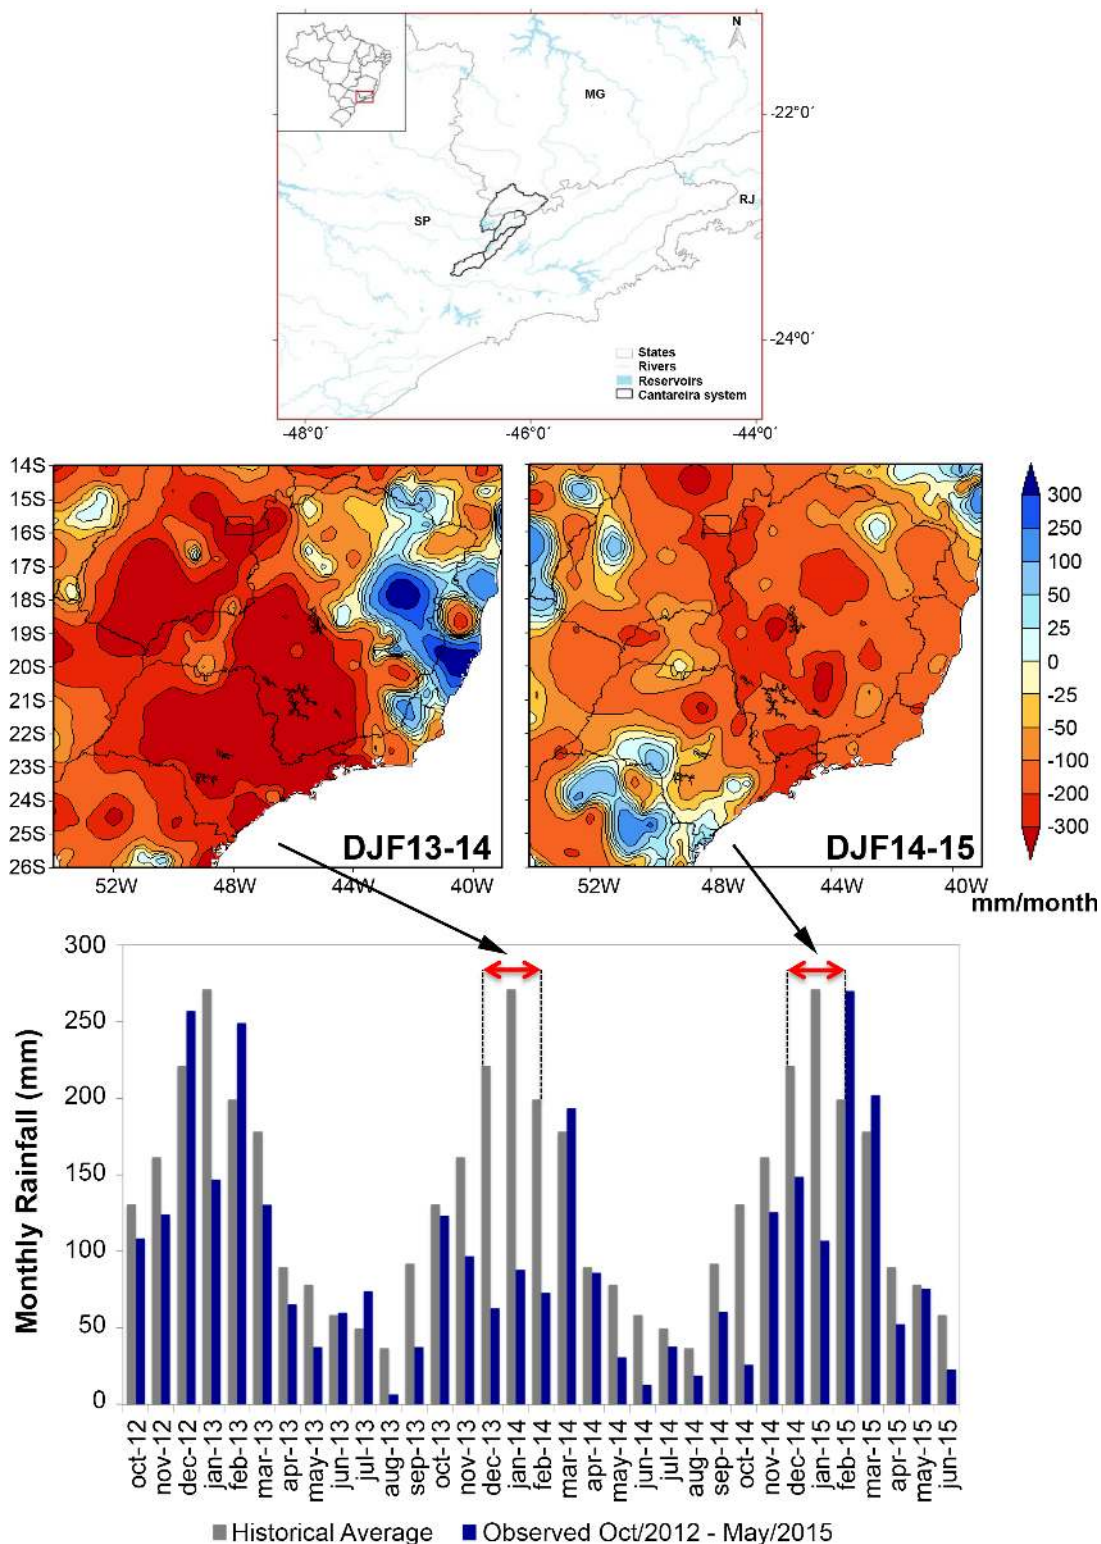 N
MG
-22°0´
RJ
SP
-24°0´
States
Rivers
Reservoirs
Cantareira system
-48°0´ -46°0´ -44°0´
14S
15S
16S
17S
18S
19S
20S
21S
22S
23S
24S
25S
26S
DJF13-14 DJF14-15
52W 48W 44W 40W 52W 48W 44W 40W
300
250
100
50
25
0
-25
-50
-100
-200
-300
mm/month
Monthly Rainfall (mm)
300
250
200
150
100
50
0
oct-12 nov-12 dec-12 jan-13 feb-13 mar-13 apr-13 may-13 jun-13 jul-13 aug-13 sep-13 oct-13 nov-13 dec-13 jan-14 feb-14 mar-14 apr-14 may-14 jun-14 jul-14 aug-14 sep-14 oct-14 nov-14 dec-14 jan-15 feb-15 mar-15 apr-15 may-15 jun-15
Historical Average Observed Oct/2012 - May/2015